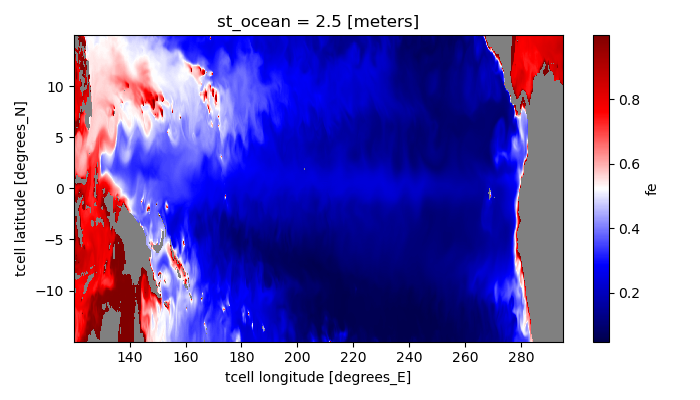 st_ocean = 2.5 [meters]
tcell latitude [degrees_N]
10
5
0
−5
−10
140 160 180 200 220 240 260 280
tcell longitude [degrees_E]
0.8
0.6
0.4
0.2
fe